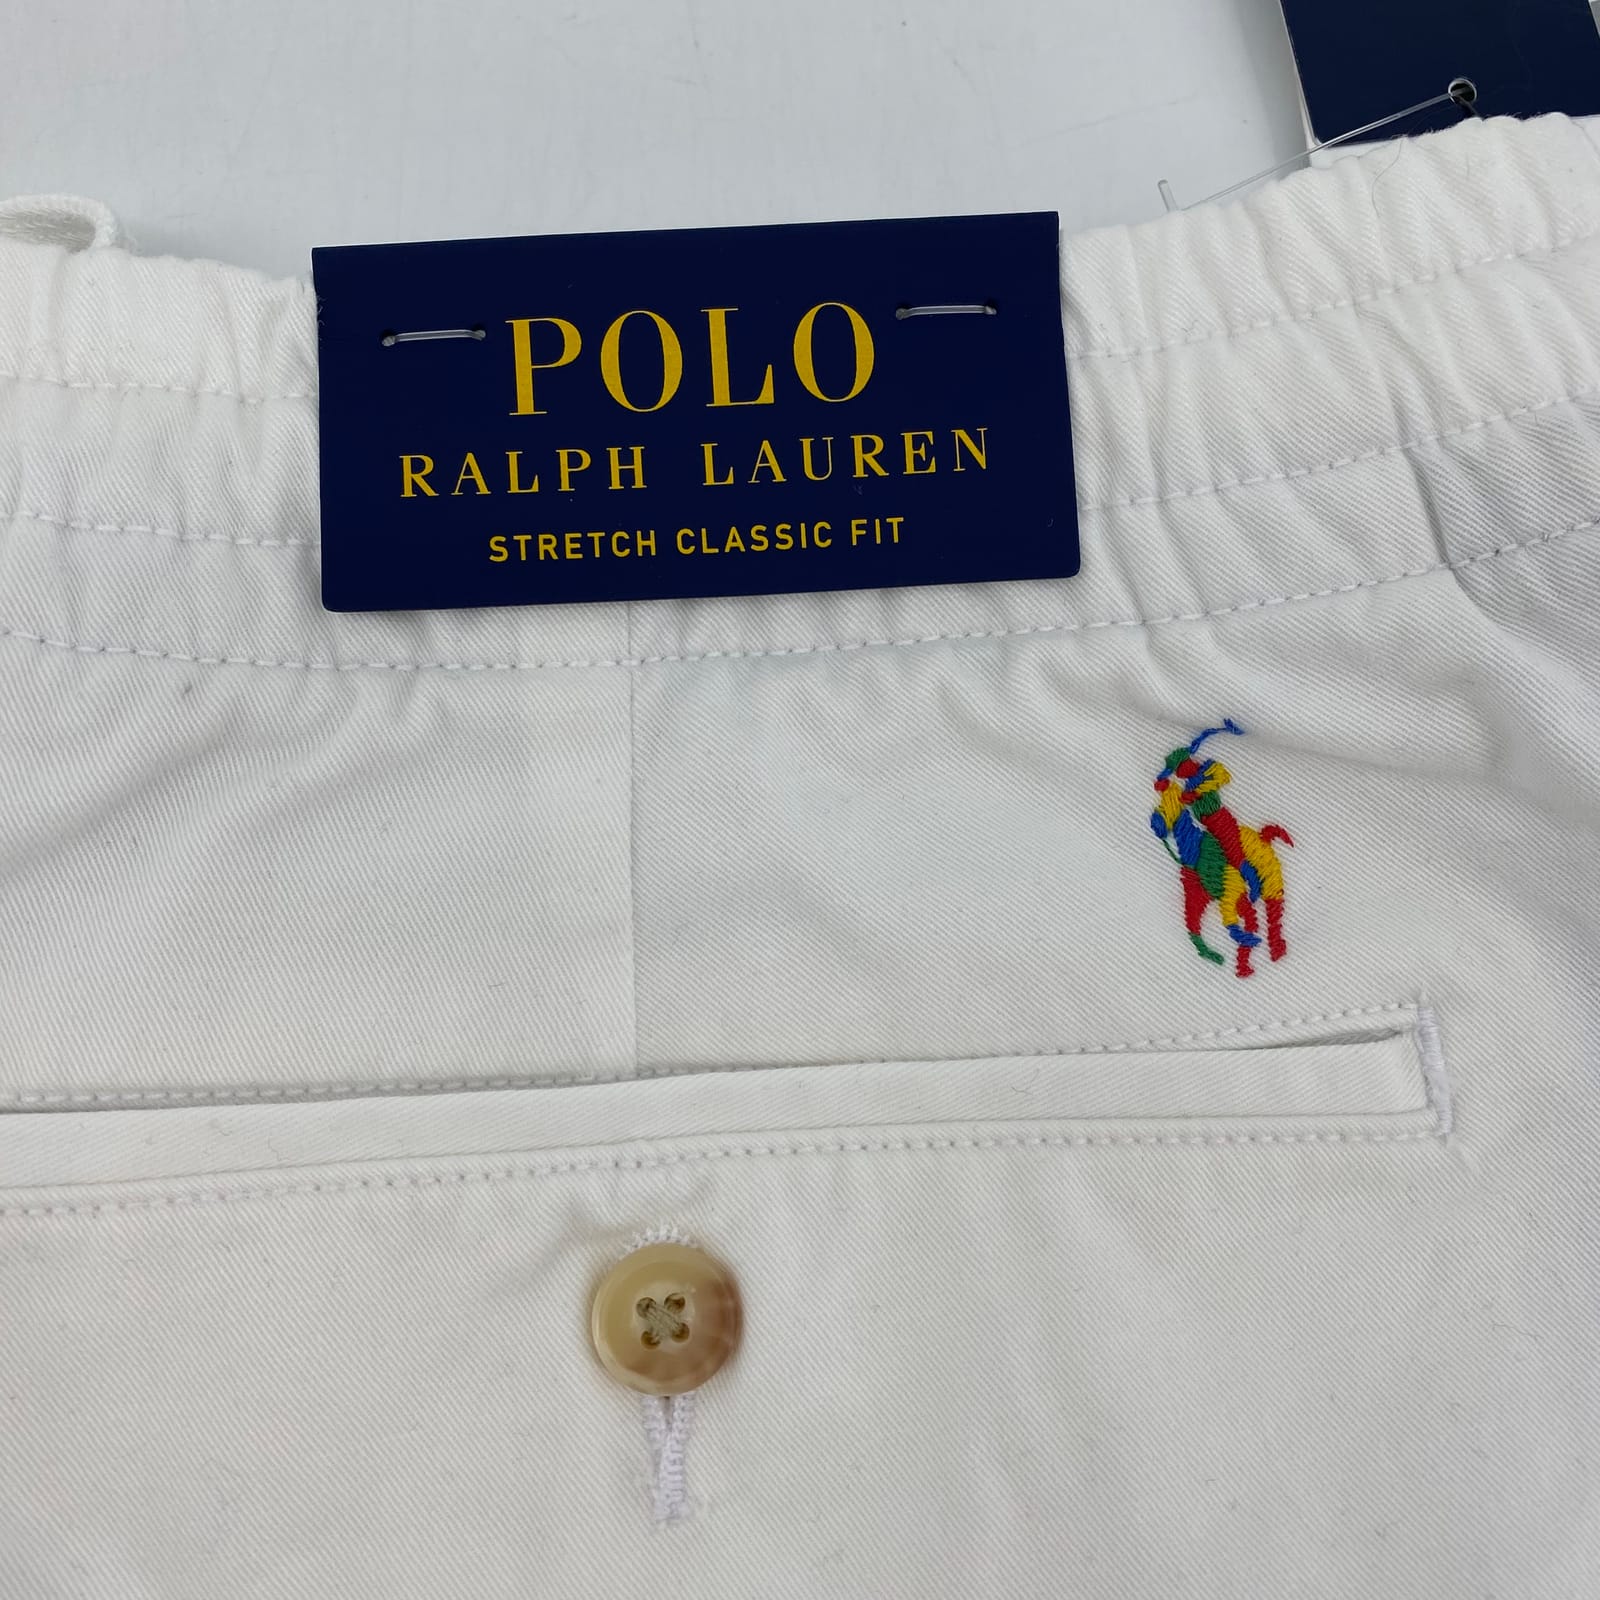 POLO
RALPH LAUREN
STRETCH CLASSIC FIT